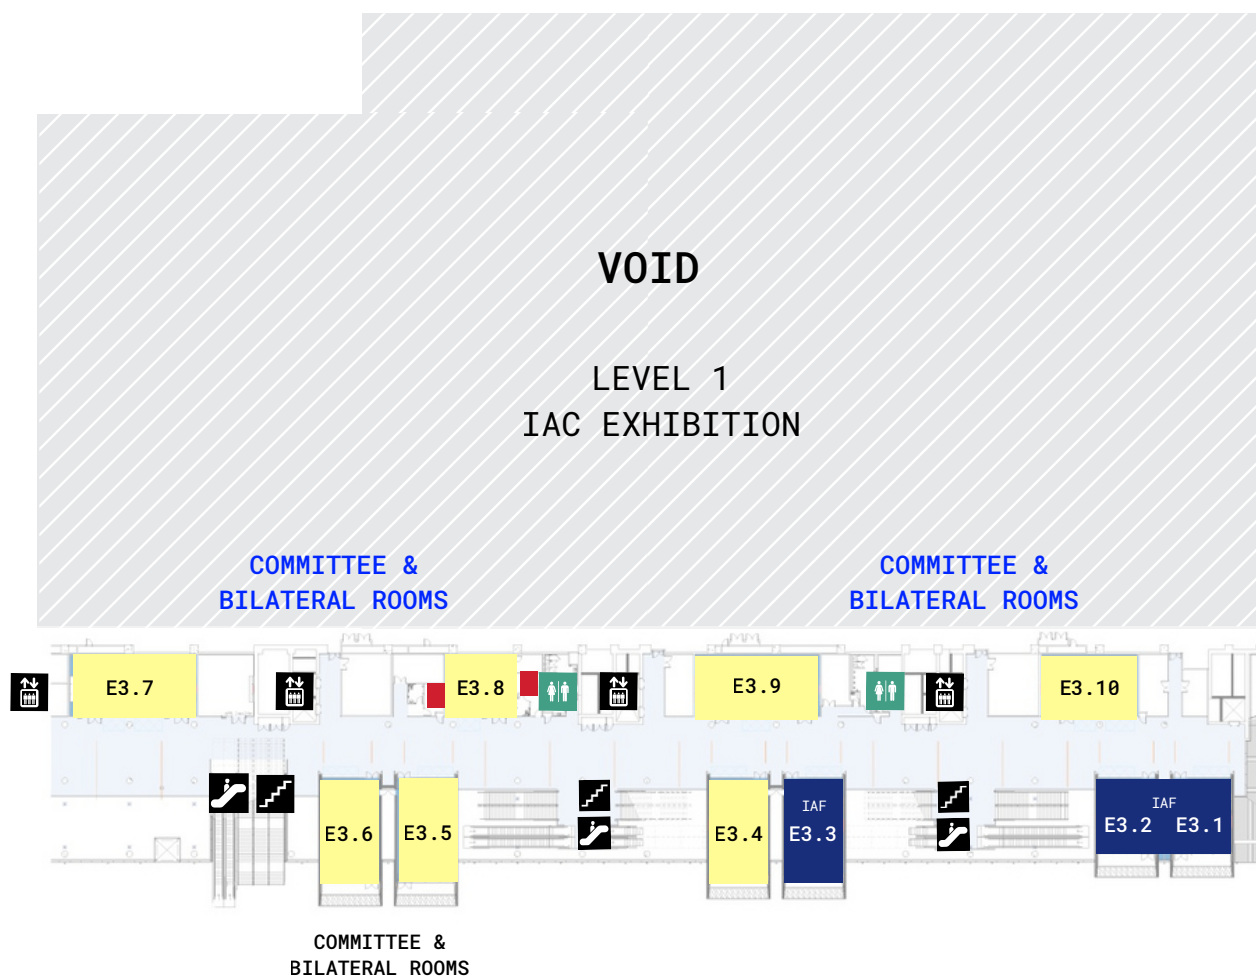 VOID
LEVEL 1
IAC EXHIBITION
COMMITTEE &
BILATERAL ROOMS
COMMITTEE &
BILATERAL ROOMS
E3.7
E3.8
E3.9
E3.10
E3.6
E3.5
E3.4
IAF
E3.3
IAF
E3.2 E3.1
COMMITTEE &
BILATERAL ROOMS